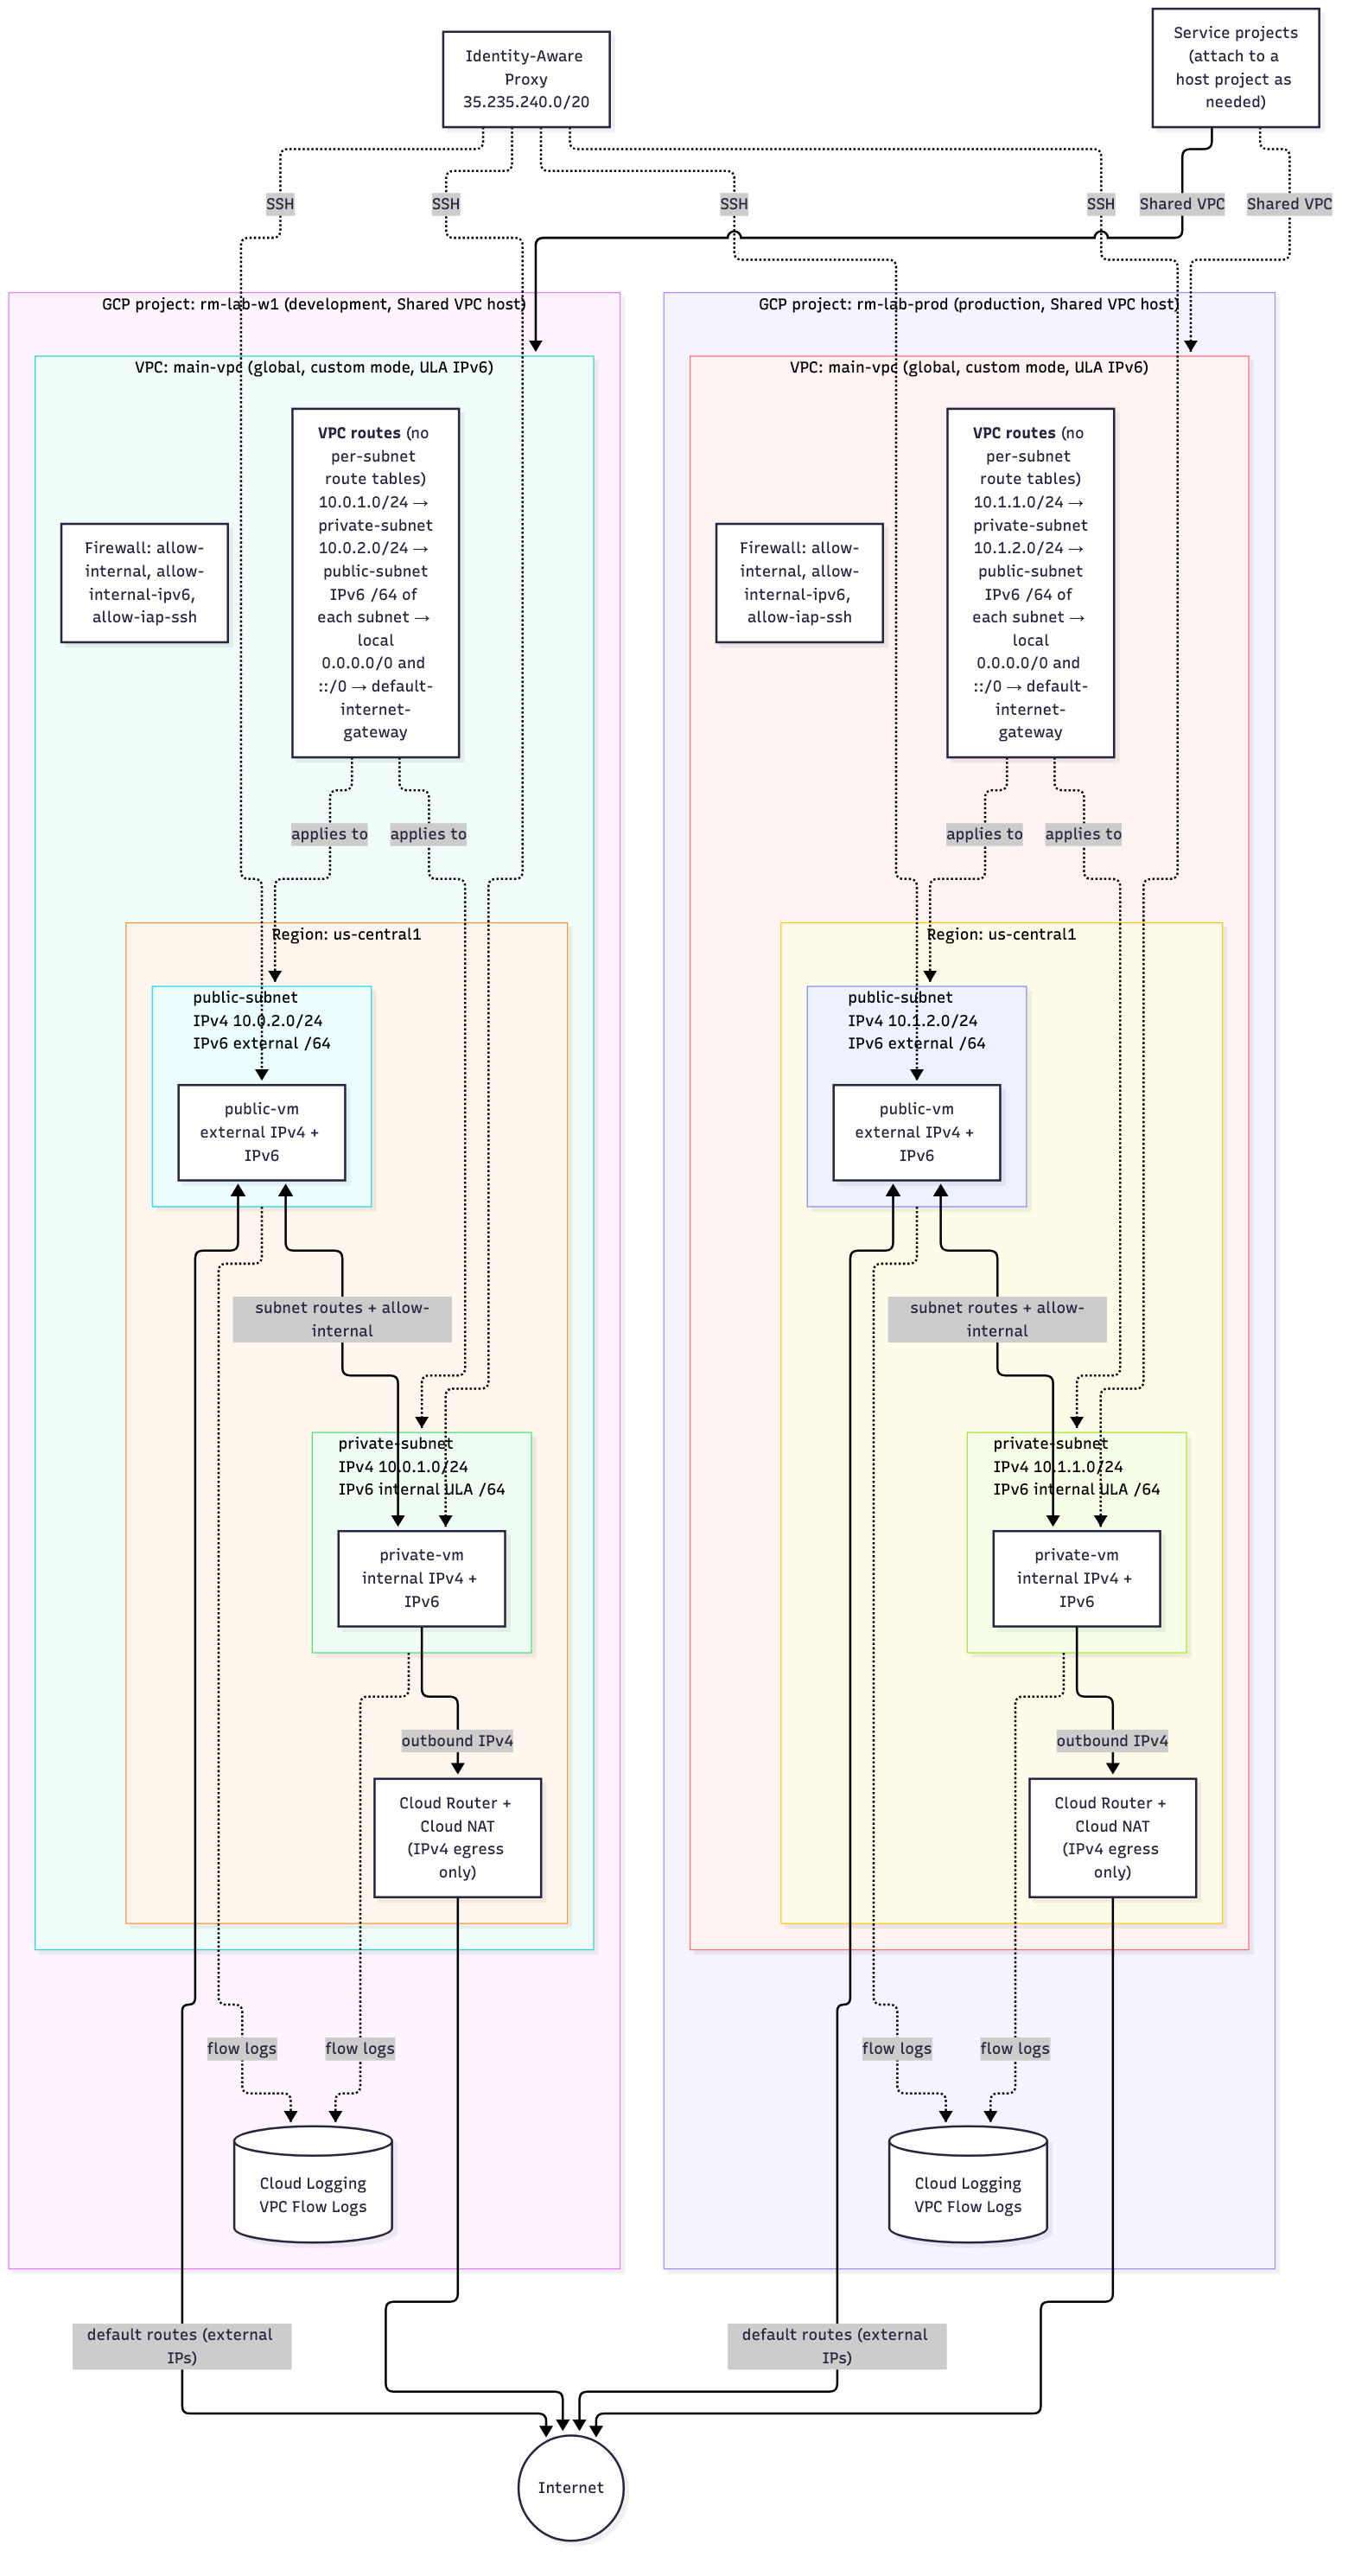 Identity-Aware
Proxy
35.235.240.0/20
Service projects
(attach to a
host project as
needed)
SSH
SSH
SSH
SSH
Shared VPC
Shared VPC
GCP project: rm-lab-w1 (development, Shared VPC host)
VPC: main-vpc (global, custom mode, ULA IPv6)
VPC routes (no
per-subnet
route tables)
10.0.1.0/24 →
private-subnet
10.0.2.0/24 →
public-subnet
IPv6 /64 of
each subnet →
local
0.0.0.0/0 and
::/0 → default-
internet-
gateway
Firewall: allow-
internal, allow-
internal-ipv6,
allow-iap-ssh
applies to
applies to
Region: us-central1
public-subnet
IPv4 10.0.2.0/24
IPv6 external /64
public-vm
external IPv4 +
IPv6
subnet routes + allow-
internal
private-subnet
IPv4 10.0.1.0/24
IPv6 internal ULA /64
private-vm
internal IPv4 +
IPv6
outbound IPv4
Cloud Router +
Cloud NAT
(IPv4 egress
only)
flow logs
flow logs
Cloud Logging
VPC Flow Logs
default routes (external
IPs)
GCP project: rm-lab-prod (production, Shared VPC host)
VPC: main-vpc (global, custom mode, ULA IPv6)
VPC routes (no
per-subnet
route tables)
10.1.1.0/24 →
private-subnet
10.1.2.0/24 →
public-subnet
IPv6 /64 of
each subnet →
local
0.0.0.0/0 and
::/0 → default-
internet-
gateway
Firewall: allow-
internal, allow-
internal-ipv6,
allow-iap-ssh
applies to
applies to
Region: us-central1
public-subnet
IPv4 10.1.2.0/24
IPv6 external /64
public-vm
external IPv4 +
IPv6
subnet routes + allow-
internal
private-subnet
IPv4 10.1.1.0/24
IPv6 internal ULA /64
private-vm
internal IPv4 +
IPv6
outbound IPv4
Cloud Router +
Cloud NAT
(IPv4 egress
only)
flow logs
flow logs
Cloud Logging
VPC Flow Logs
default routes (external
IPs)
Internet